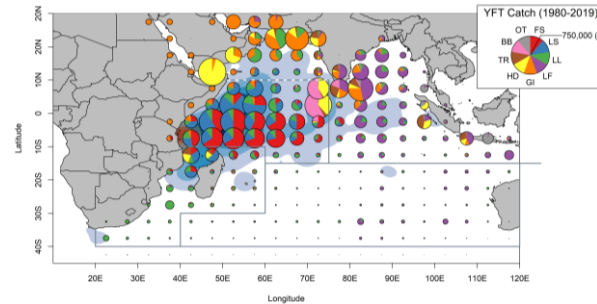 YFT Catch (1980-2019)
OT FS
BB LS
750,000 (
TR LL
HD LF
GI
20N
20N
10N
0
10S
20S
30S
40S
Latitude
20E 30E 40E 50E 60E 70E 80E 90E 100E 110E 120E
Longitude